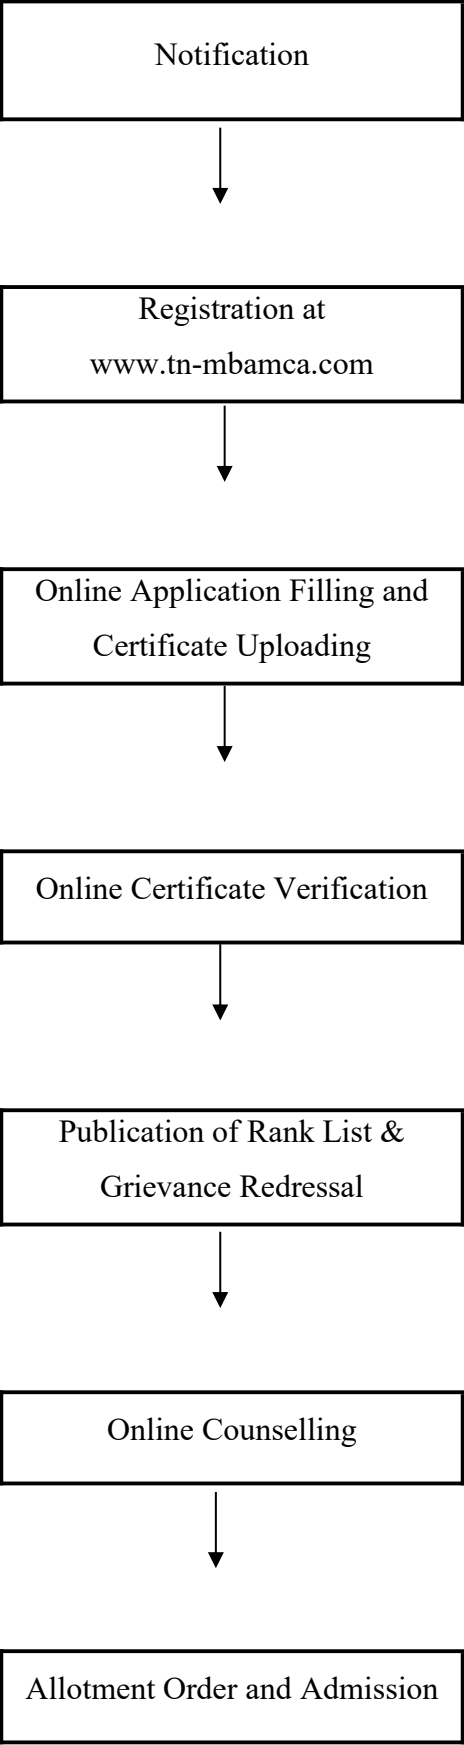 Notification
Registration at
www.tn-mbamca.com
Online Application Filling and
Certificate Uploading
Online Certificate Verification
Publication of Rank List &
Grievance Redressal
Online Counselling
Allotment Order and Admission